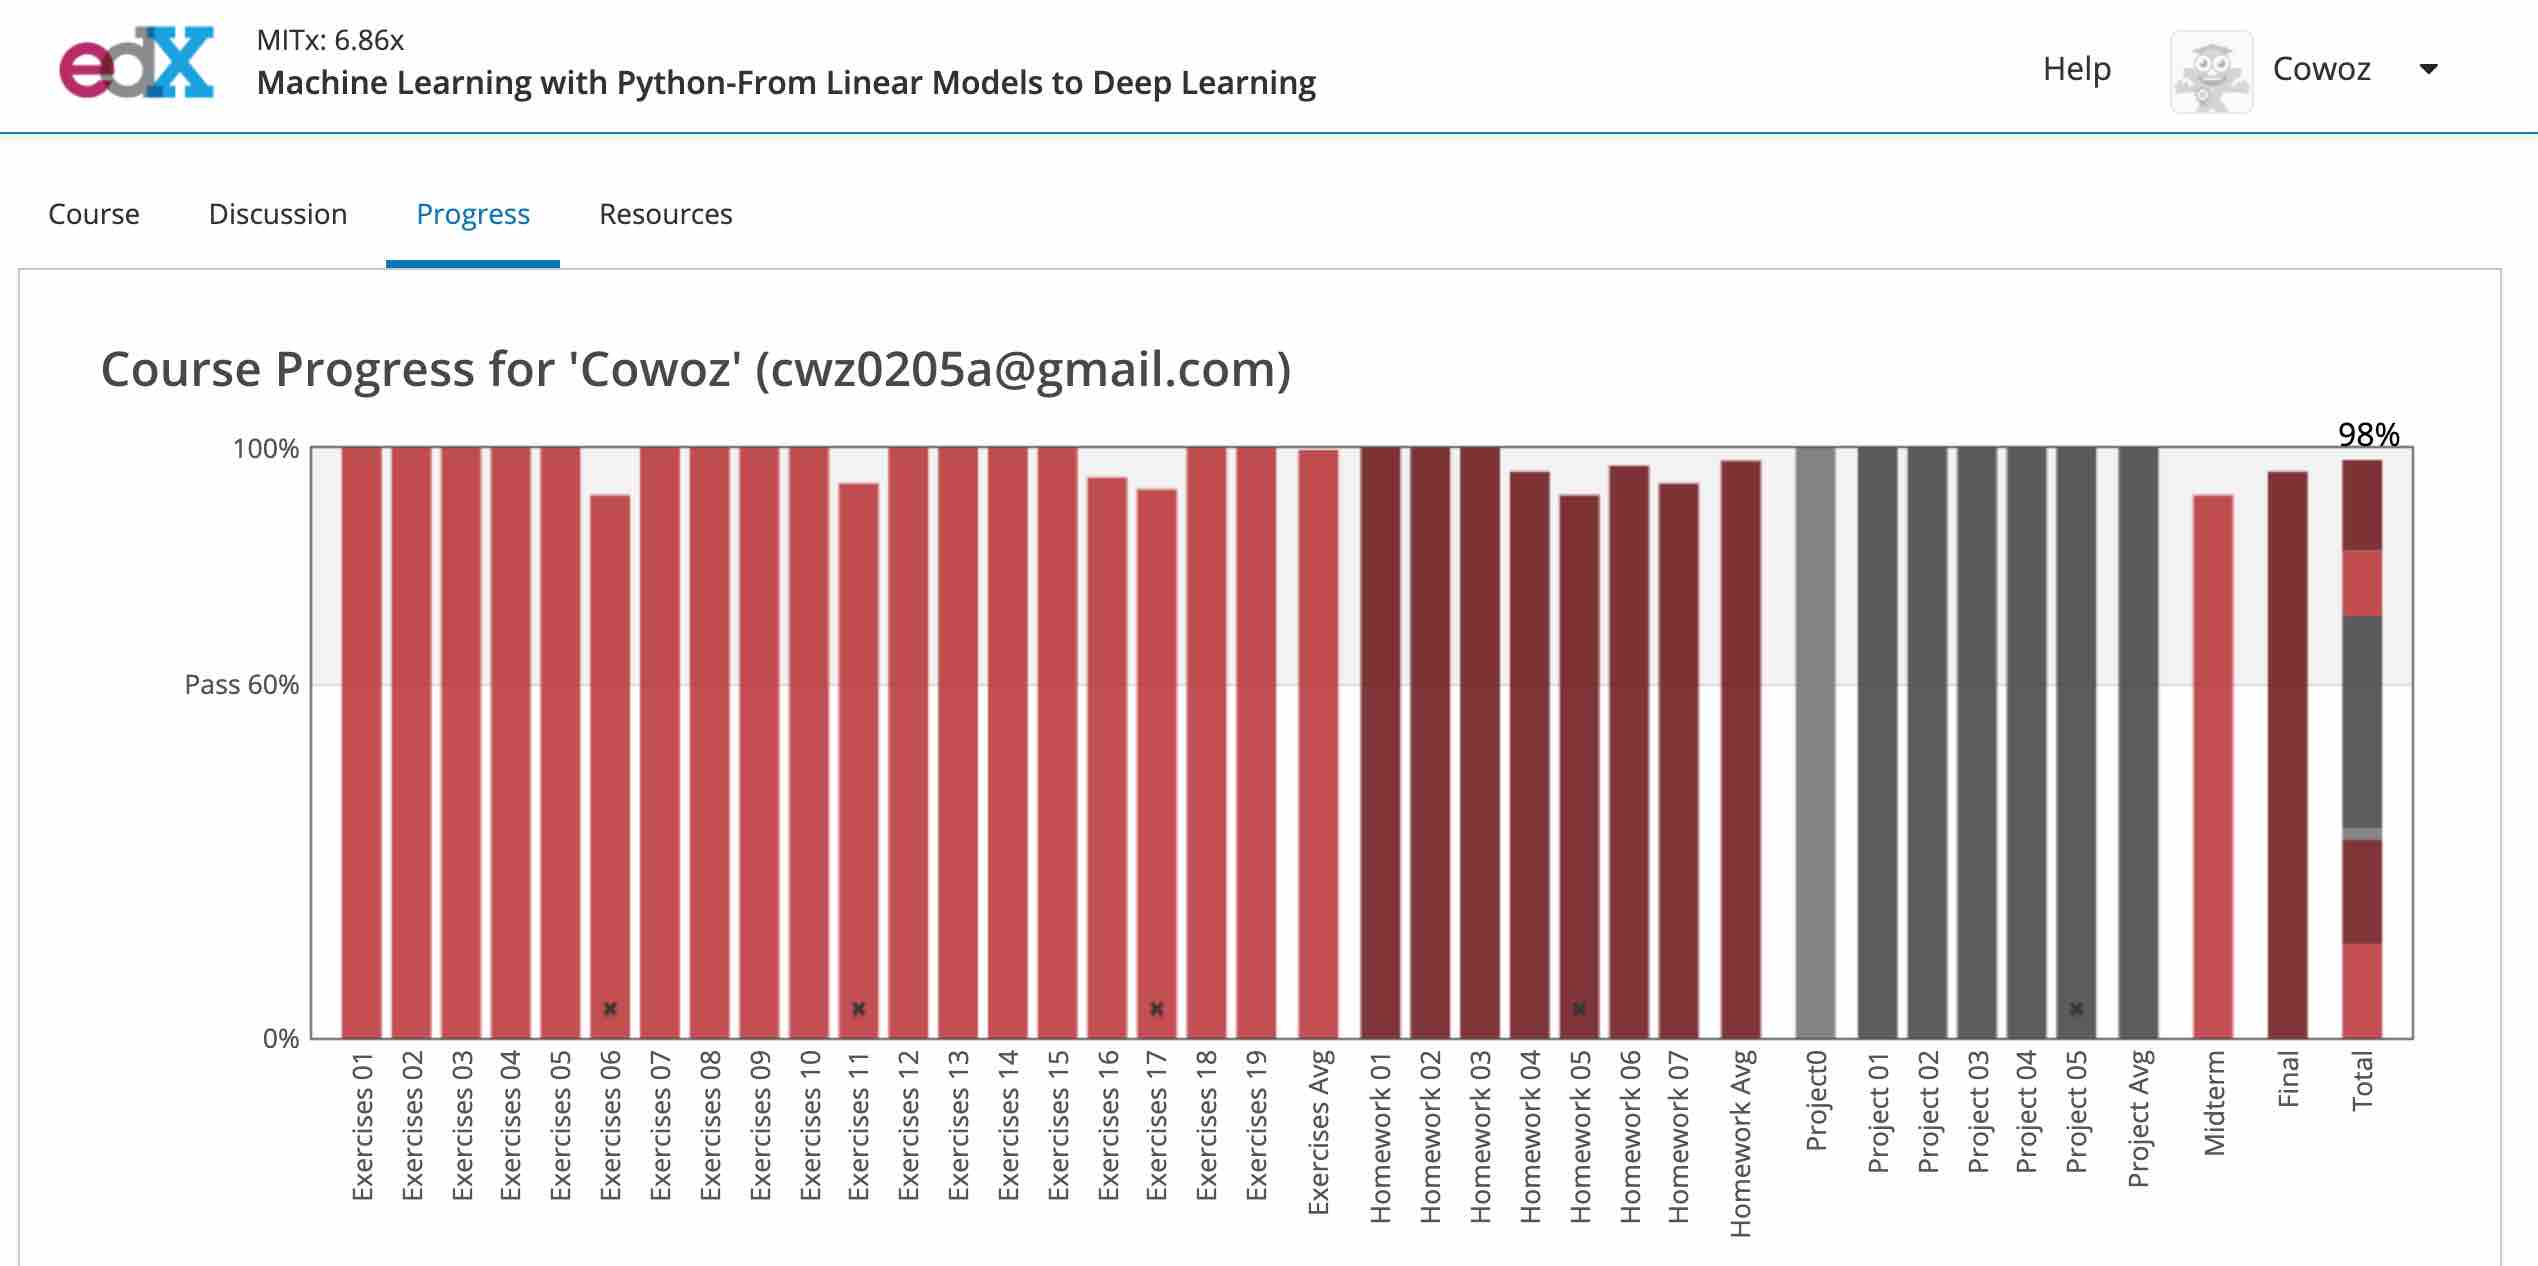 edX
MITx: 6.86x
Machine Learning with Python-From Linear Models to Deep Learning
Help
Cowoz
Course
Discussion
Progress
Resources
Course Progress for 'Cowoz' (cwz0205a@gmail.com)
98%
100%
Pass 60%
0%
Exercises 01
Exercises 02
Exercises 03
Exercises 04
Exercises 05
Exercises 06
Exercises 07
Exercises 08
Exercises 09
Exercises 10
Exercises 11
Exercises 12
Exercises 13
Exercises 14
Exercises 15
Exercises 16
Exercises 17
Exercises 18
Exercises 19
Exercises Avg
Homework 01
Homework 02
Homework 03
Homework 04
Homework 05
Homework 06
Homework 07
Homework Avg
Project0
Project 01
Project 02
Project 03
Project 04
Project 05
Project Avg
Midterm
Final
Total